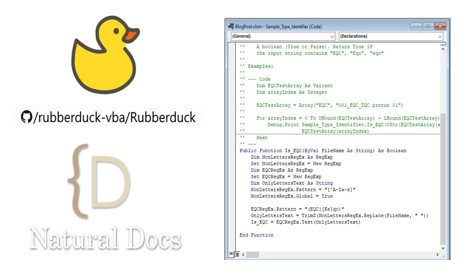 /rubberduck-vba/Rubberduck
{D
Natural Docs
BlogPost.xlsm - Sample_Type_Identifier (Code)
(General)
(Declarations)
'' A boolean (True or False). Return True if
'' the input string contains "EQC", "Eqc", "eqc"
''
'' Examples:
''
'' --- Code
'' Dim EQCTestArray As Variant
'' Dim arrayIndex As Integer
''
'' EQCTestArray = Array("EQC", "001_EQC_TQC prerun 01")
''
'' For arrayIndex = 0 To UBound(EQCTestArray) - LBound(EQCTestArray)
'' Debug.Print Sample_Type_Identifier.Is_EQC(CStr(EQCTestArray(a
'' EQCTestArray(arrayIndex)
'' Next
'' ---
Public Function Is_EQC(ByVal FileName As String) As Boolean
Dim NonLettersRegEx As RegExp
Set NonLettersRegEx = New RegExp
Dim EQCRegEx As RegExp
Set EQCRegEx = New RegExp
Dim OnlyLettersText As String
NonLettersRegEx.Pattern = "[^A-Za-z]"
NonLettersRegEx.Global = True
EQCRegEx.Pattern = "(EQC|[Ee]qc)"
OnlyLettersText = Trim$(NonLettersRegEx.Replace(FileName, " "))
Is_EQC = EQCRegEx.Test(OnlyLettersText)
End Function